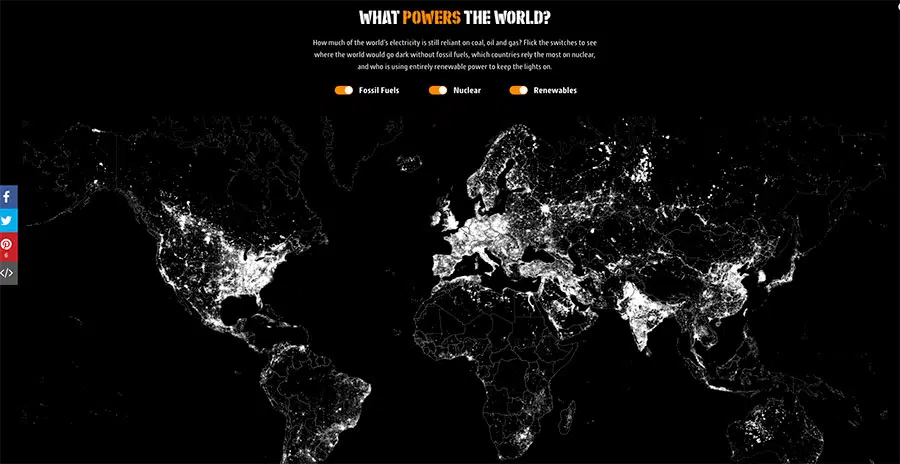 WHAT POWERS THE WORLD?
How much of the world's electricity is still reliant on coal, oil and gas? Flick the switches to see
where the world would go dark without fossil fuels, which countries rely the most on nuclear,
and who is using entirely renewable power to keep the lights on.
Fossil Fuels Nuclear Renewables
6